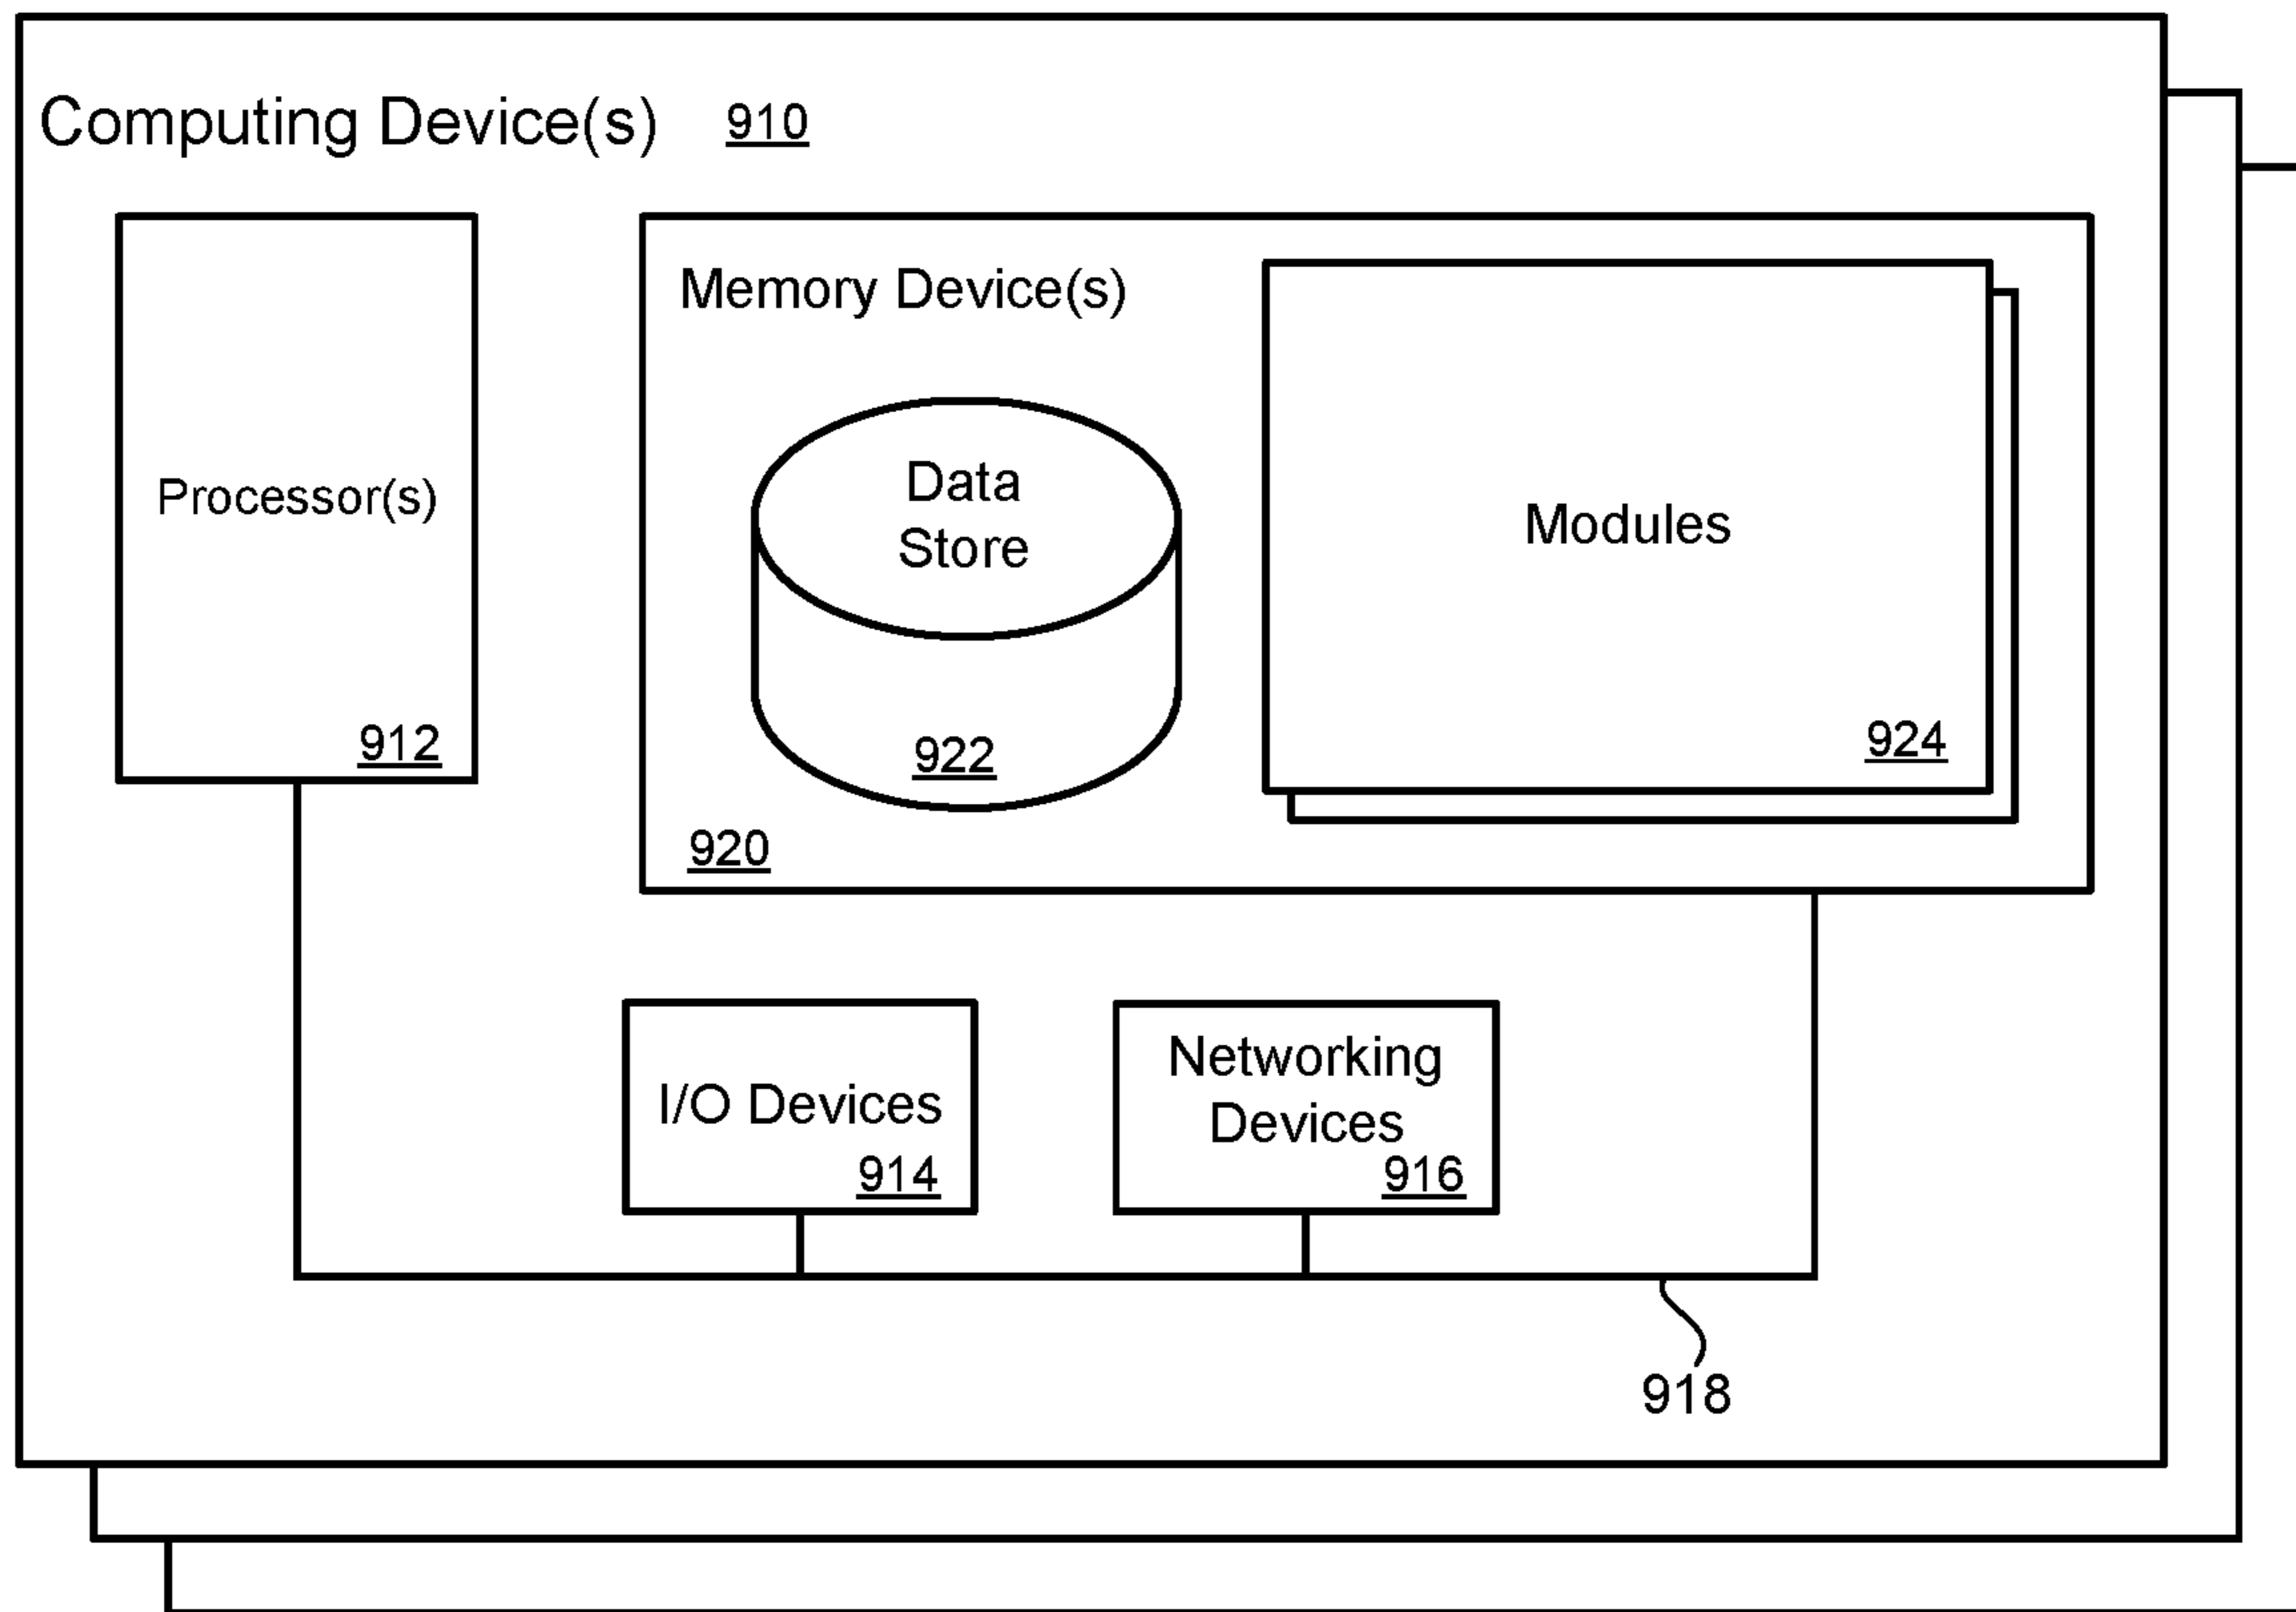 Computing Device(s) 910
Processor(s)
912
Memory Device(s)
Data
Store
922
920
Modules
924
I/O Devices
914
Networking
Devices
916
918